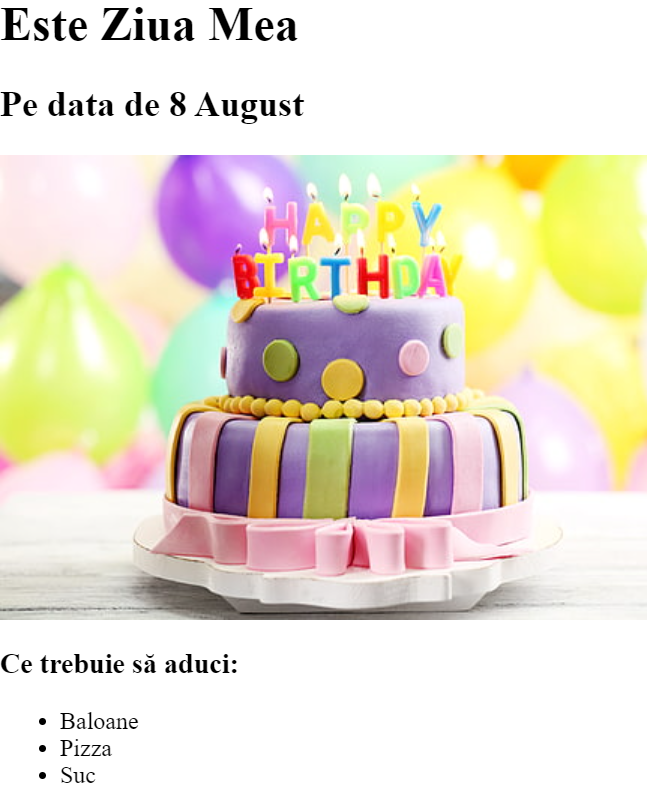 Este Ziua Mea
Pe data de 8 August
HAPPY
BIRTHDAY
Ce trebuie să aduci:
Baloane
Pizza
Suc